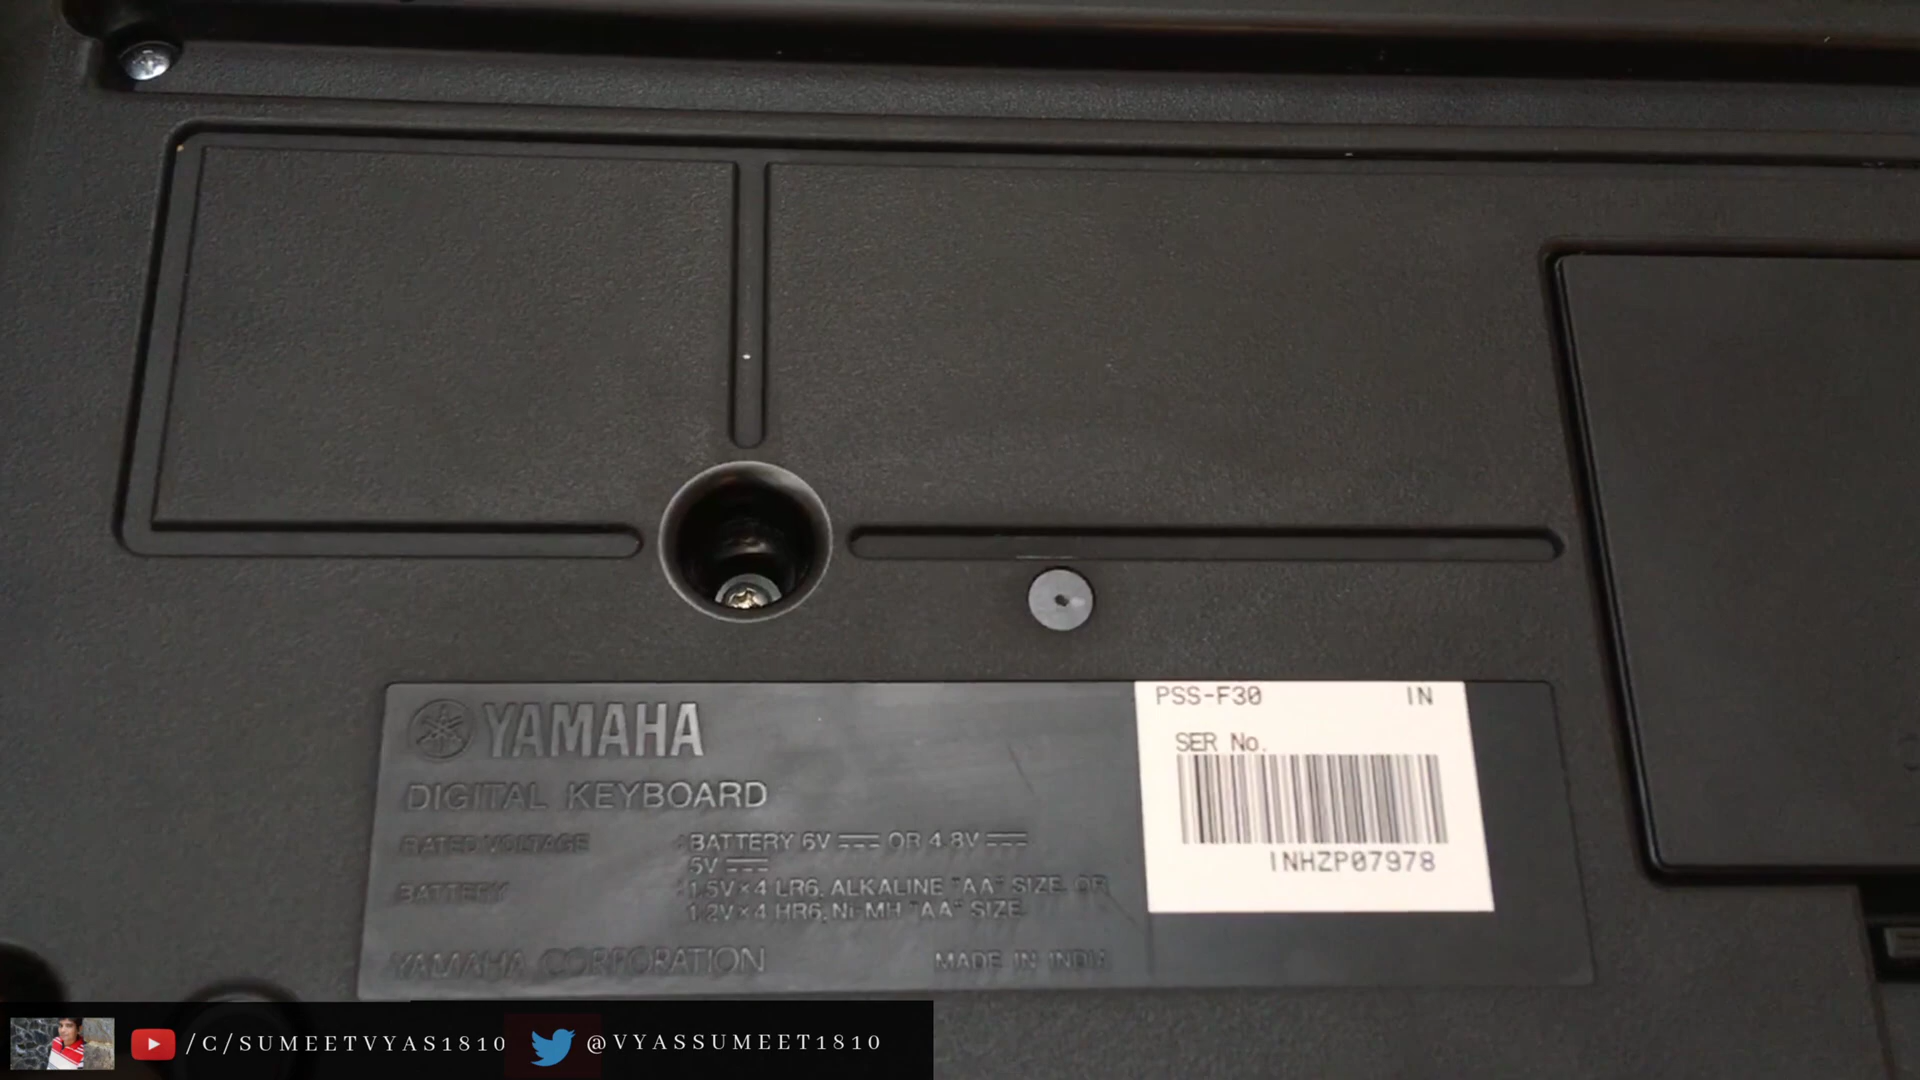 YAMAHA
DIGITAL KEYBOARD
RATED VOLTAGE : BATTERY 6V OR 4.8V
5V
BATTERY : 1.5V×4 LR6, ALKALINE "AA" SIZE OR
1.2V×4 HR6, Ni-MH "AA" SIZE
YAMAHA CORPORATION MADE IN INDIA
PSS-F30 IN
SER No.
INHZP07978
/C/SUMEETVYAS1810 @VYASSUMEET1810